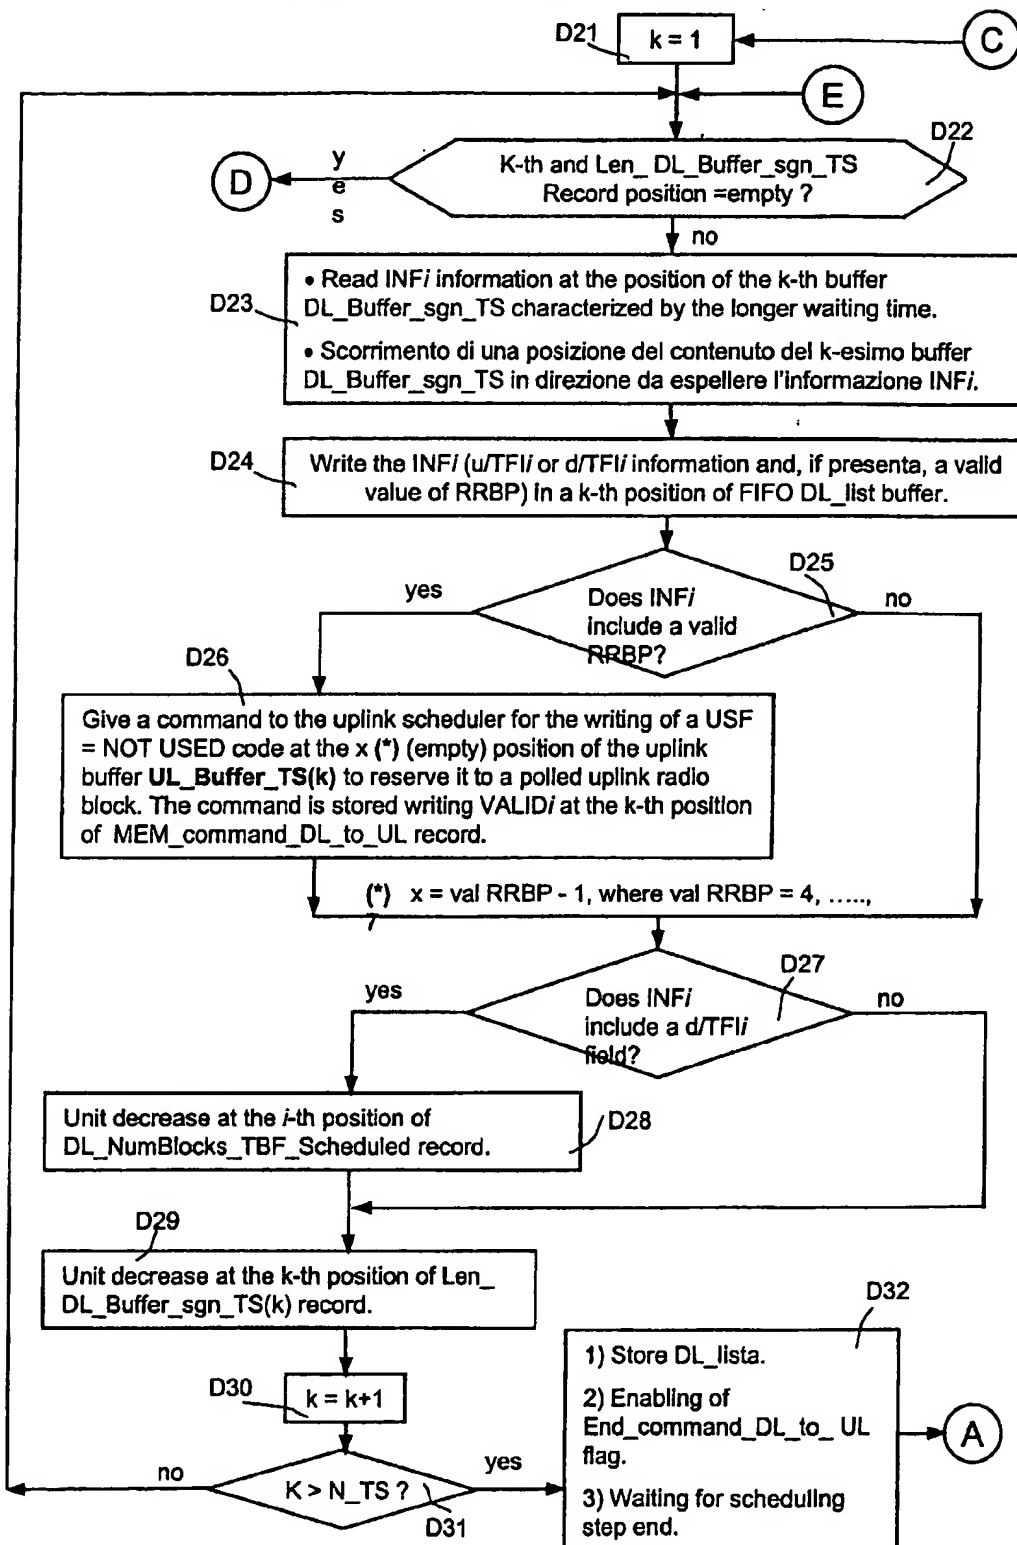 D21
k = 1
C
E
D22
K-th and Len_ DL_Buffer_sgn_TS
Record position =empty ?
D
y
e
s
no
D23
• Read INFi information at the position of the k-th buffer
DL_Buffer_sgn_TS characterized by the longer waiting time.
• Scorrimento di una posizione del contenuto del k-esimo buffer
DL_Buffer_sgn_TS in direzione da espellere l'informazione INFi.
D24
Write the INFi (u/TFIi or d/TFIi information and, if presenta, a valid
value of RRBP) in a k-th position of FIFO DL_list buffer.
D25
yes
Does INFi
include a valid
RRBP?
no
D26
Give a command to the uplink scheduler for the writing of a USF
= NOT USED code at the x (*) (empty) position of the uplink
buffer UL_Buffer_TS(k) to reserve it to a polled uplink radio
block. The command is stored writing VALIDi at the k-th position
of MEM_command_DL_to_UL record.
(*) x = val RRBP - 1, where val RRBP = 4, .....,
7
D27
yes
Does INFi
include a d/TFIi
field?
no
Unit decrease at the i-th position of
DL_NumBlocks_TBF_Scheduled record.
D28
D29
Unit decrease at the k-th position of Len_
DL_Buffer_sgn_TS(k) record.
D30
k = k+1
no
K > N_TS ?
yes
D31
D32
1) Store DL_lista.
2) Enabling of
End_command_DL_to_ UL
flag.
3) Waiting for scheduling
step end.
A